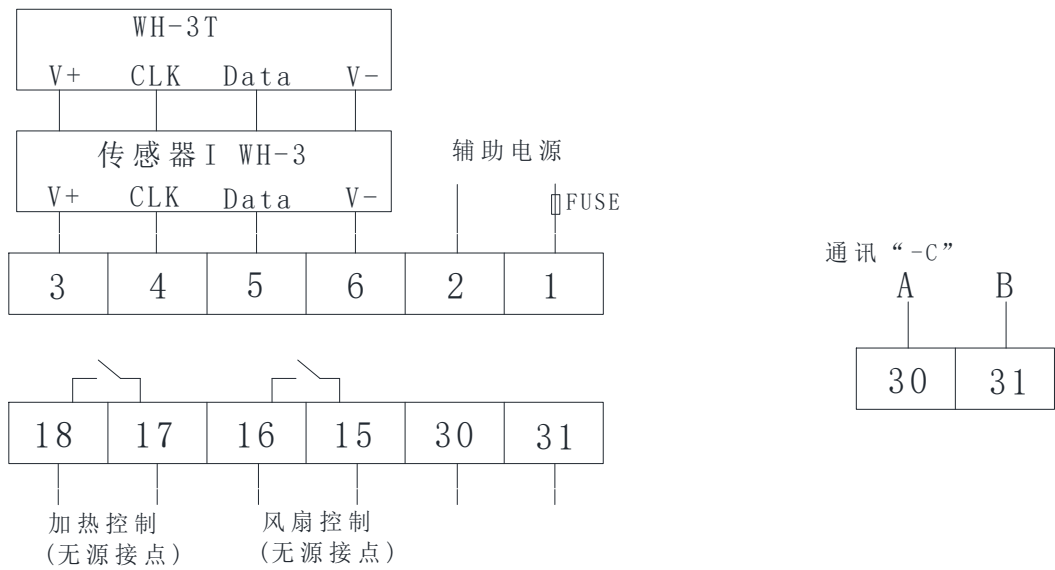 WH-3T
V+ CLK Data V-
传感器I WH-3
V+ CLK Data V-
辅助电源
FUSE
3 4 5 6 2 1
通讯“-C”
A B
30 31
18 17 16 15 30 31
加热控制
(无源接点)
风扇控制
(无源接点)